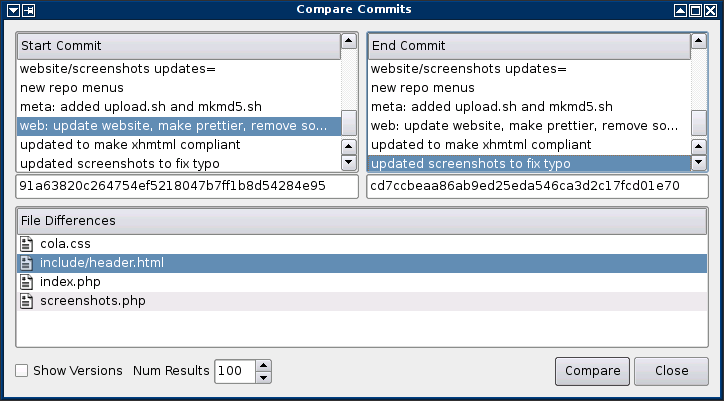 Compare Commits
Start Commit
website/screenshots updates=
new repo menus
meta: added upload.sh and mkmd5.sh
web: update website, make prettier, remove so...
updated to make xhmtml compliant
updated screenshots to fix typo
91a63820c264754ef5218047b7ff1b8d54284e95
End Commit
website/screenshots updates=
new repo menus
meta: added upload.sh and mkmd5.sh
web: update website, make prettier, remove so...
updated to make xhmtml compliant
updated screenshots to fix typo
cd7ccbeaa86ab9ed25eda546ca3d2c17fcd01e70
File Differences
cola.css
include/header.html
index.php
screenshots.php
Show Versions Num Results 100 Compare Close